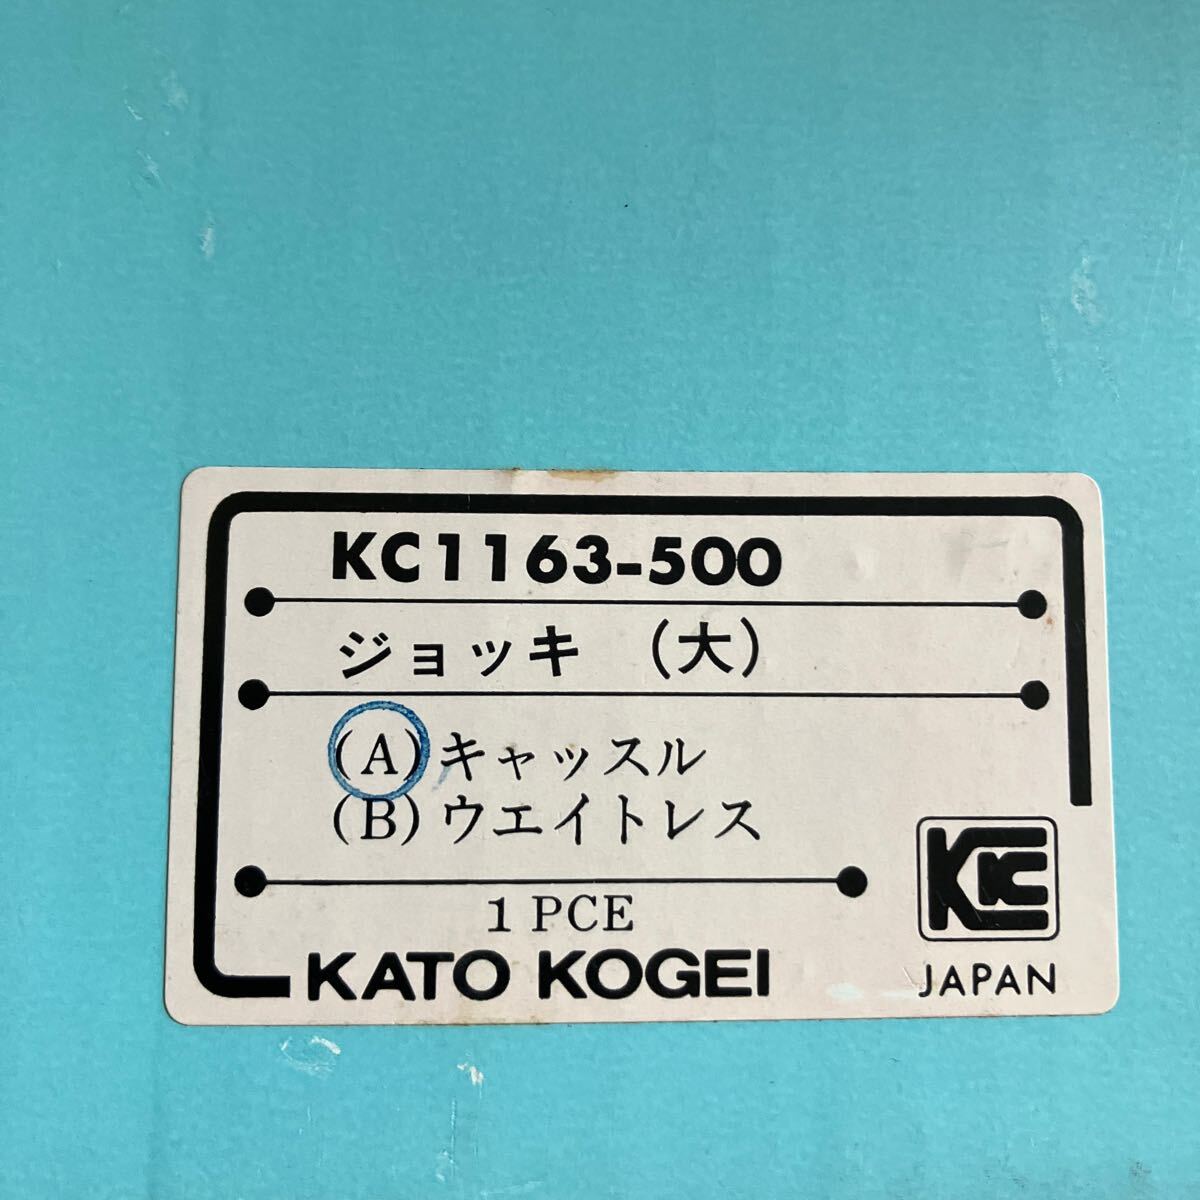 KC1163-500
ジョッキ （大）
(A)キャッスル
(B)ウエイトレス
1 PCE
KATO KOGEI
KC
JAPAN